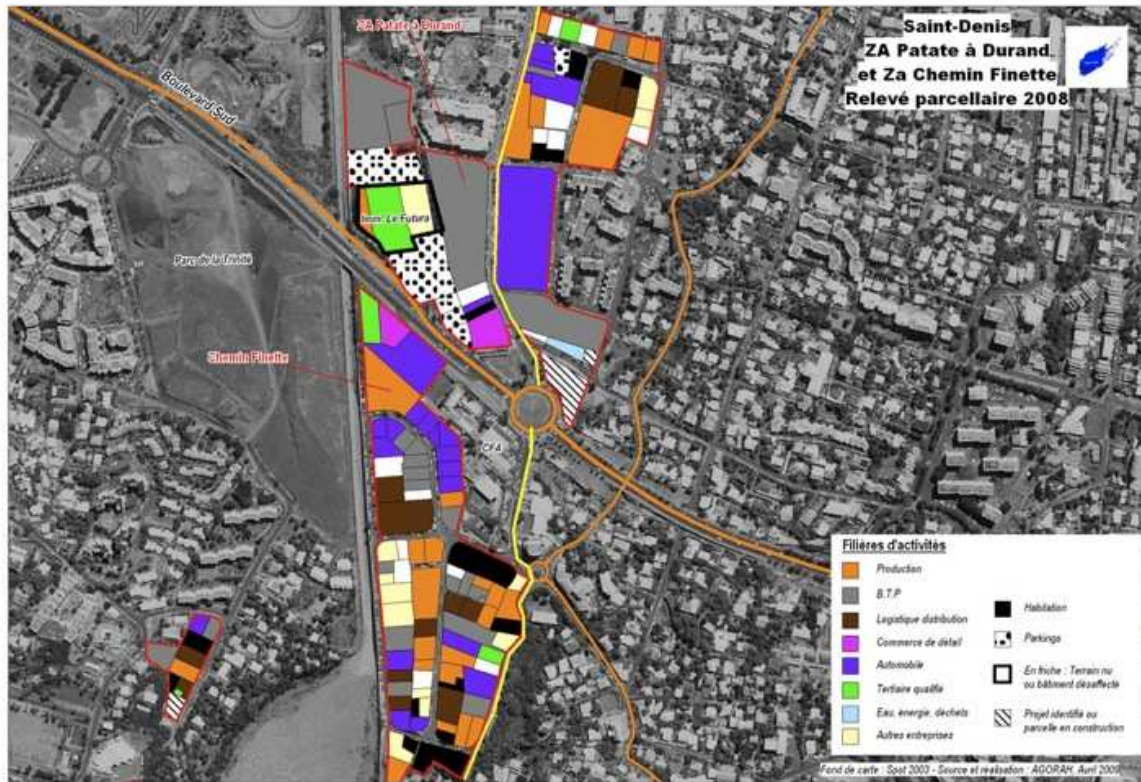 Saint-Denis
ZA Patate à Durand
et Za Chemin Finette
Relevé parcellaire 2008
ZA Patate à Durand
Boulevard Sud
Imm. Le Futura
Parc de la Trinité
Chemin Finette
CFA
Filières d'activités
Production
B.T.P
Logistique distribution
Commerce de détail
Automobile
Tertiaire qualifié
Eau, energie, déchets
Autres entreprises
Habitation
Parkings
En friche : Terrain nu
ou bâtiment désaffecté
Projet identifié ou
parcelle en construction
Fond de carte : Spot 2003 - Source et réalisation : AGORAH, Avril 2009